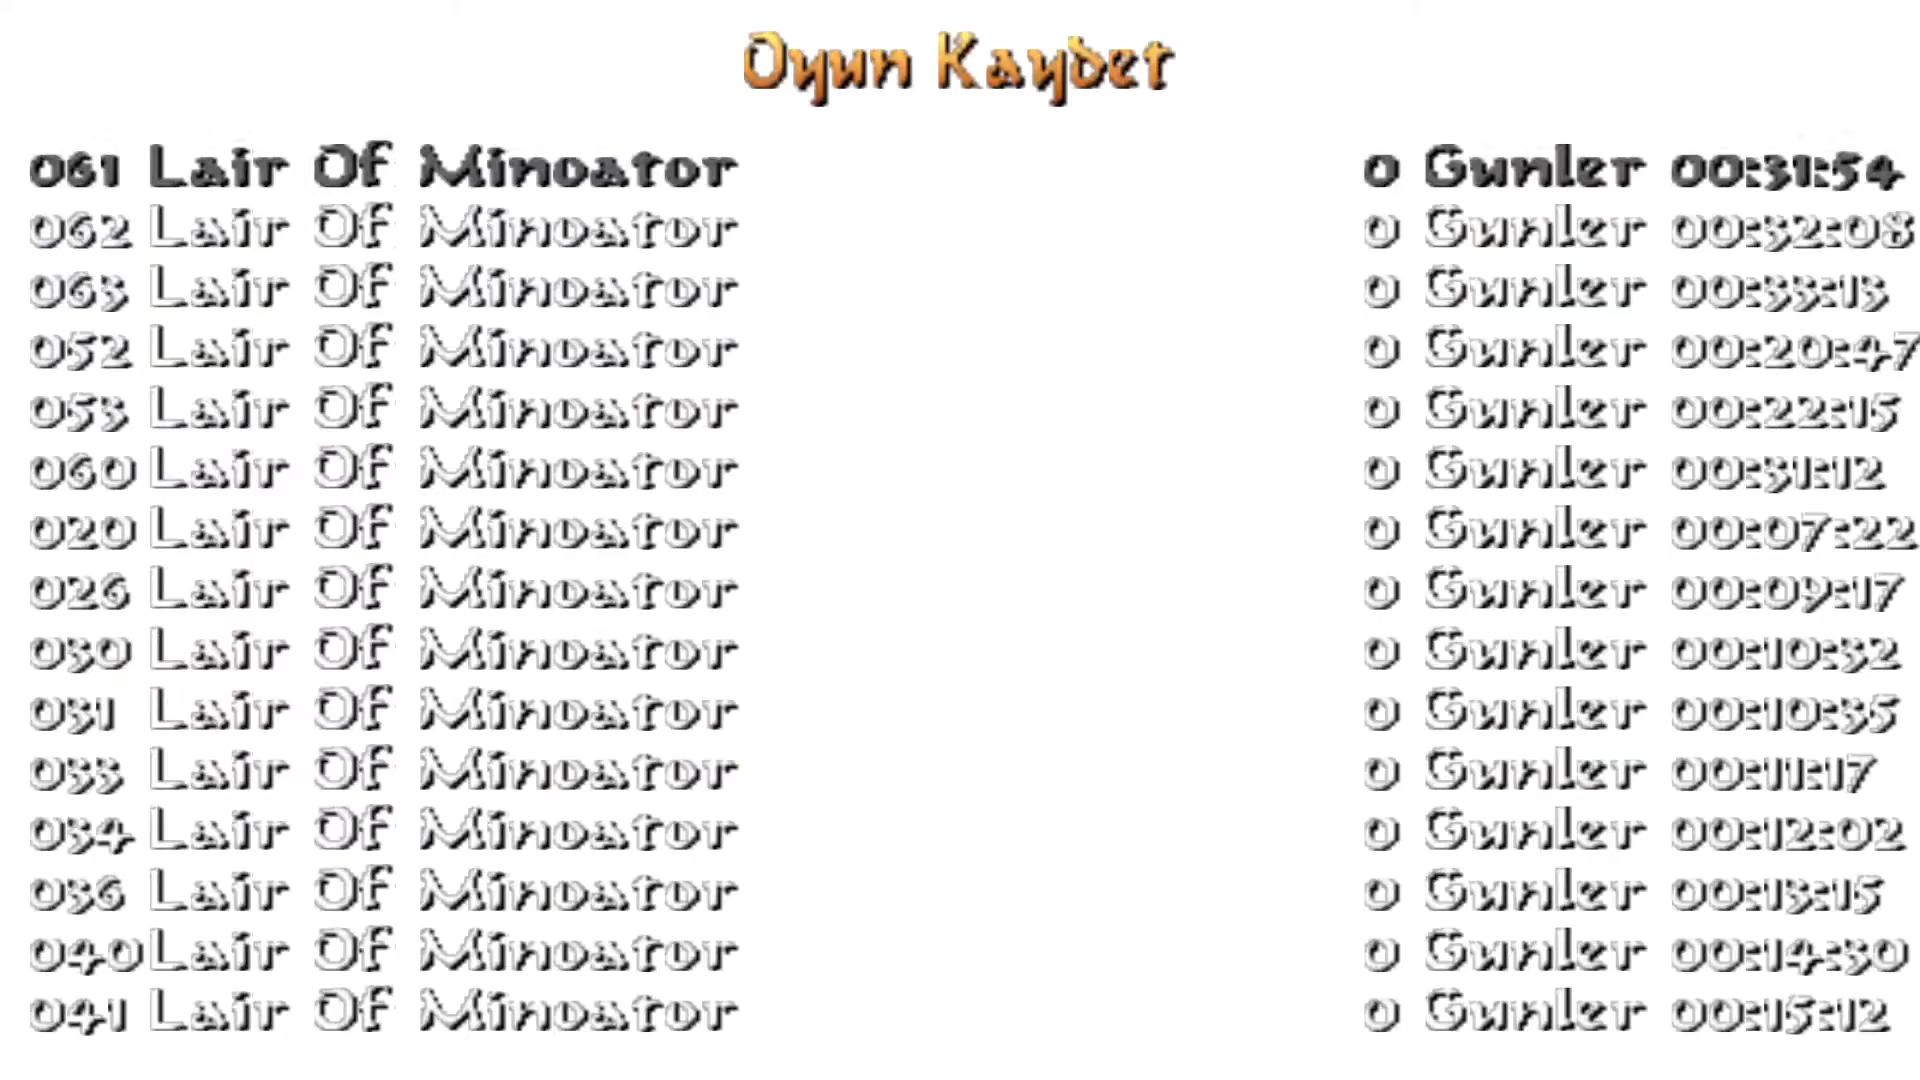 Oyun Kaydet
061 Lair Of Minoator 0 Gunler 00:31:54
062 Lair Of Minoator 0 Gunler 00:32:08
063 Lair Of Minoator 0 Gunler 00:33:13
052 Lair Of Minoator 0 Gunler 00:20:47
053 Lair Of Minoator 0 Gunler 00:22:15
060 Lair Of Minoator 0 Gunler 00:31:12
020 Lair Of Minoator 0 Gunler 00:07:22
026 Lair Of Minoator 0 Gunler 00:09:17
030 Lair Of Minoator 0 Gunler 00:10:32
031 Lair Of Minoator 0 Gunler 00:10:35
033 Lair Of Minoator 0 Gunler 00:11:17
034 Lair Of Minoator 0 Gunler 00:12:02
036 Lair Of Minoator 0 Gunler 00:13:15
040 Lair Of Minoator 0 Gunler 00:14:30
041 Lair Of Minoator 0 Gunler 00:15:12